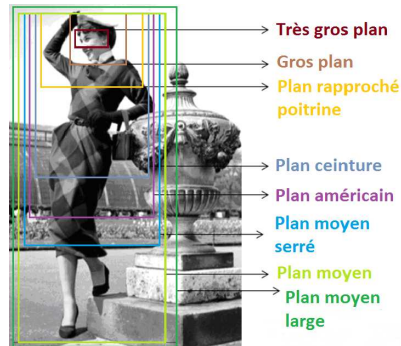 Très gros plan
Gros plan
Plan rapproché
poitrine
Plan ceinture
Plan américain
Plan moyen
serré
Plan moyen
Plan moyen
large